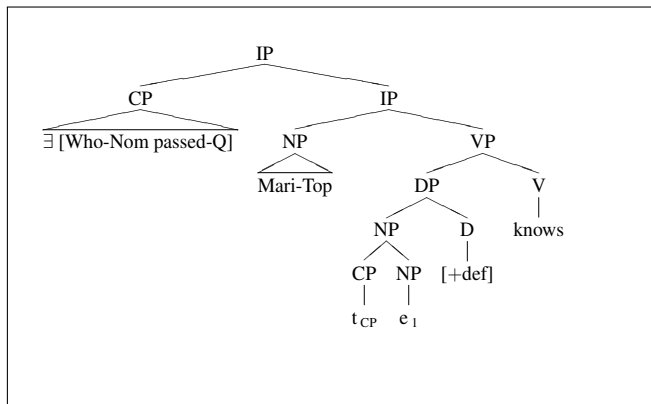 IP
CP IP
∃ [Who-Nom passed-Q] NP VP
Mari-Top DP V
NP D knows
CP NP [+def]
t CP e 1